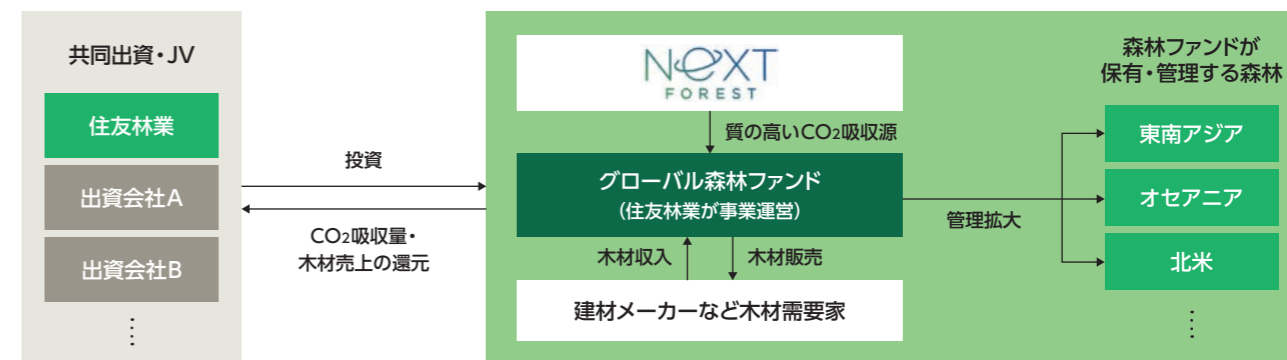 共同出資・JV
住友林業
出資会社A
出資会社B
投資
CO2吸収量・
木材売上の還元
NeXT
FOREST
質の高いCO2吸収源
グローバル森林ファンド
（住友林業が事業運営）
木材収入
木材販売
建材メーカーなど木材需要家
管理拡大
森林ファンドが
保有・管理する森林
東南アジア
オセアニア
北米